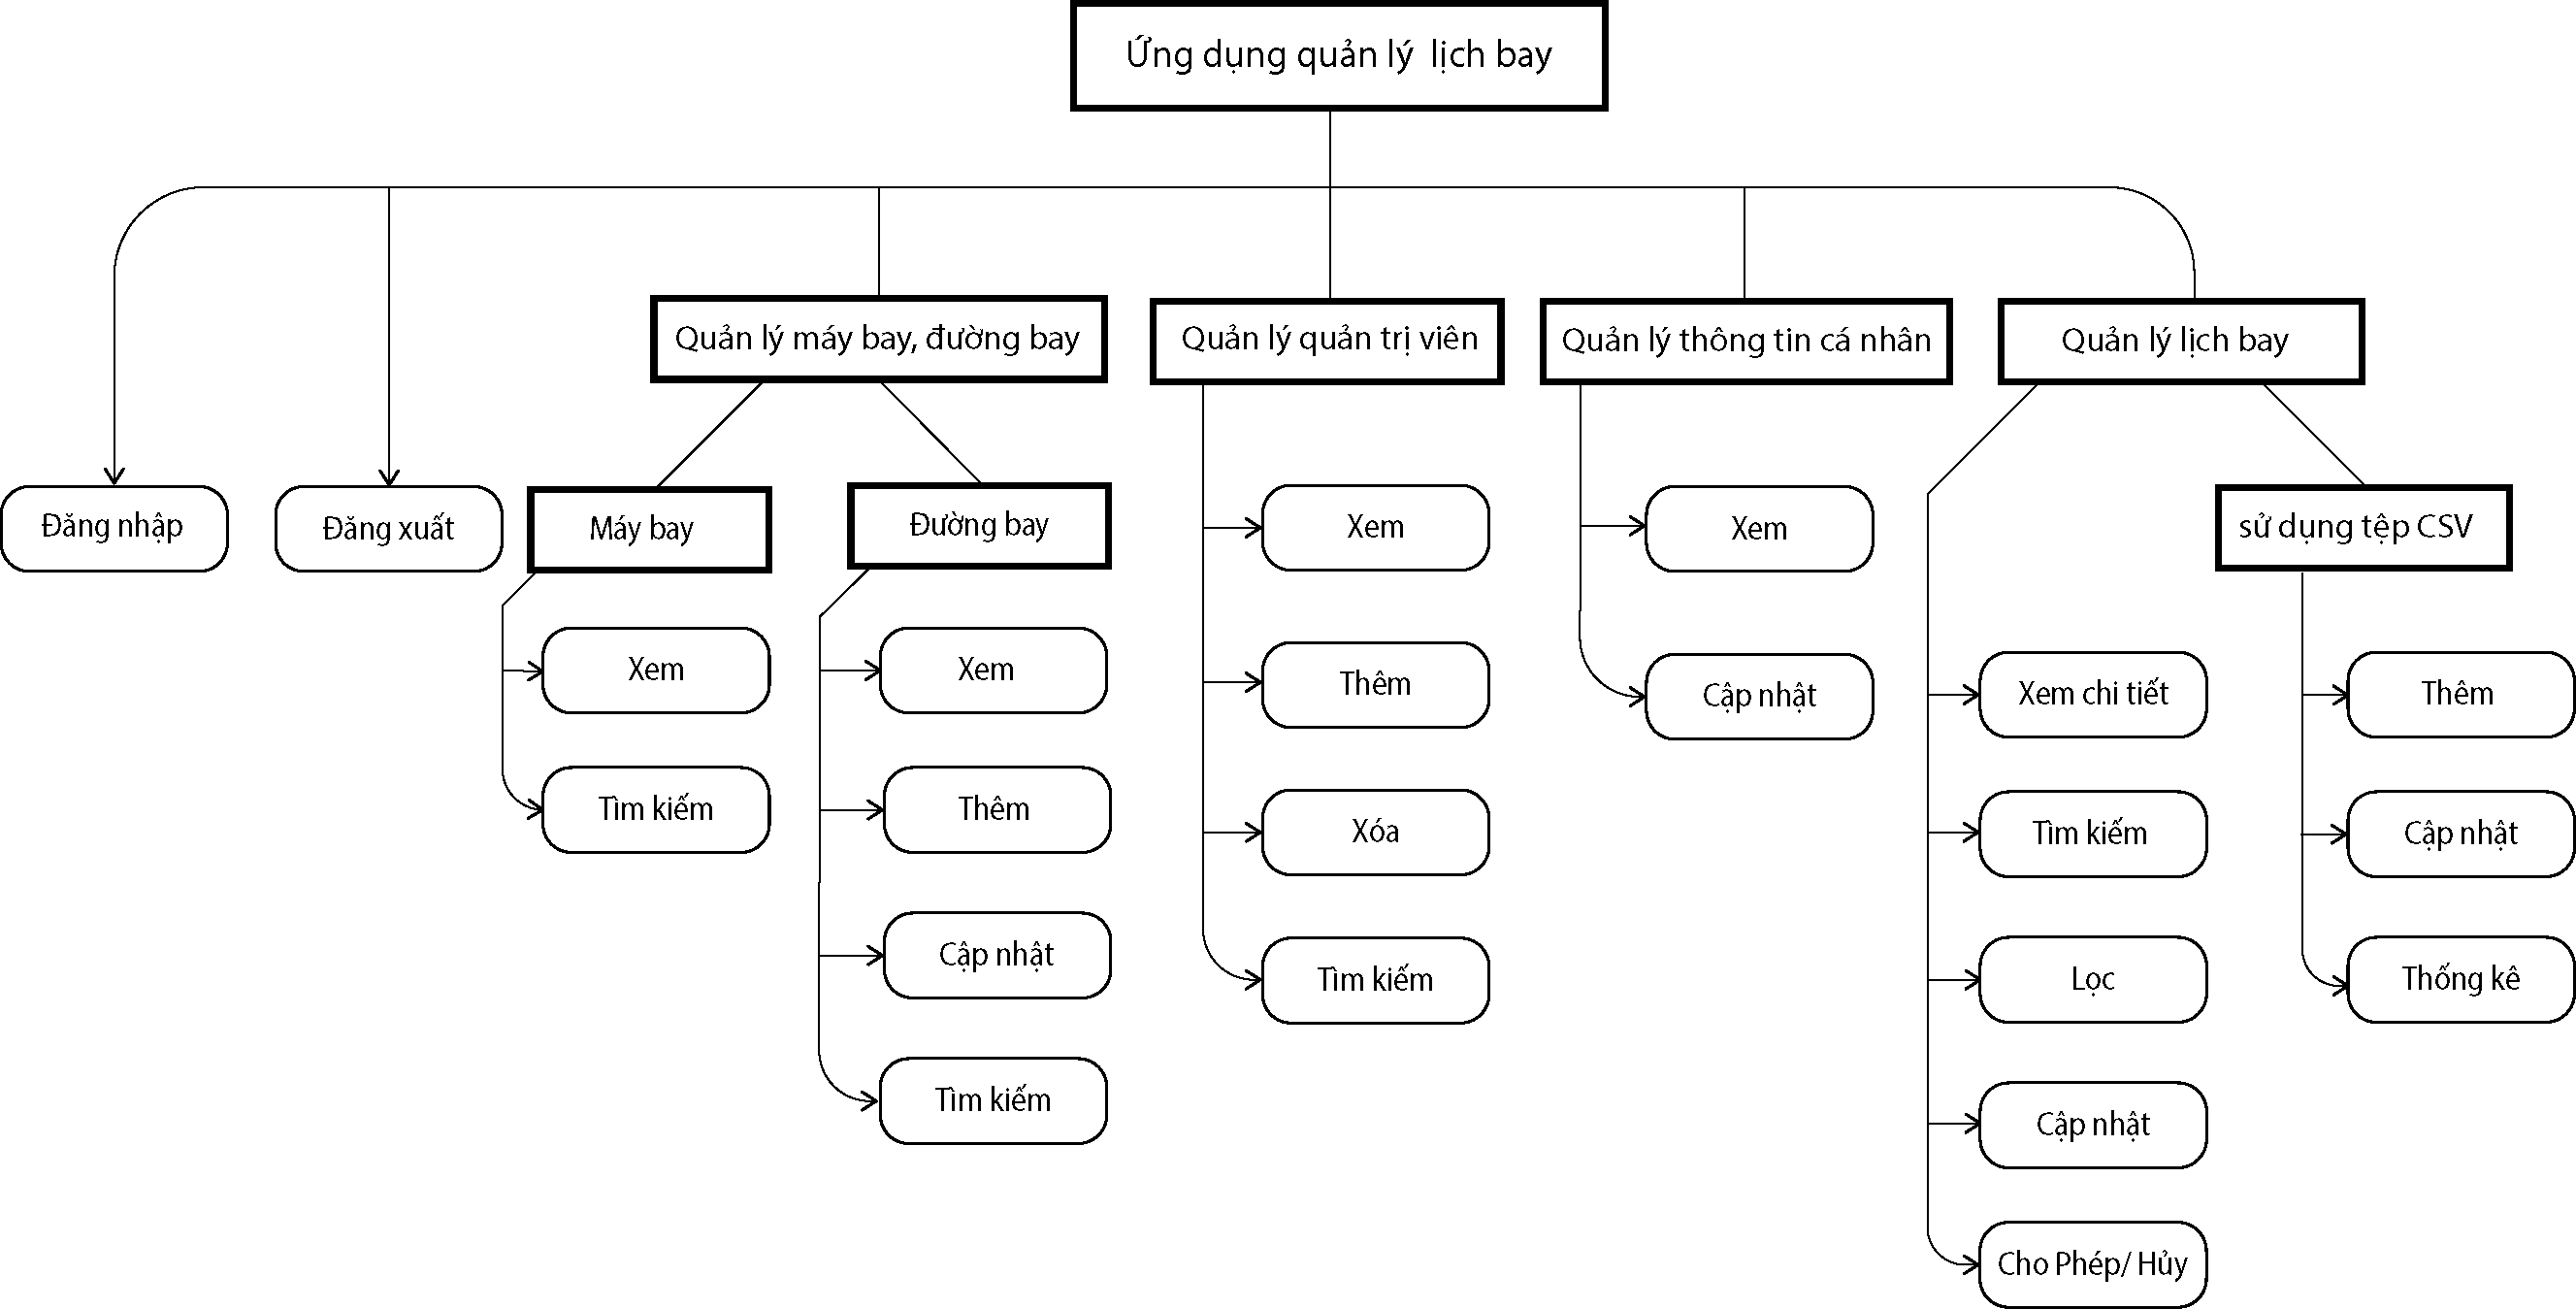 Ứng dụng quản lý lịch bay
Quản lý máy bay, đường bay
Quản lý quản trị viên
Quản lý thông tin cá nhân
Quản lý lịch bay
Đăng nhập
Đăng xuất
Máy bay
Đường bay
Xem
Xem
sử dụng tệp CSV
Xem
Xem
Thêm
Cập nhật
Xem chi tiết
Thêm
Tìm kiếm
Thêm
Xóa
Tìm kiếm
Cập nhật
Cập nhật
Tìm kiếm
Lọc
Thống kê
Tìm kiếm
Cập nhật
Cho Phép/ Hủy